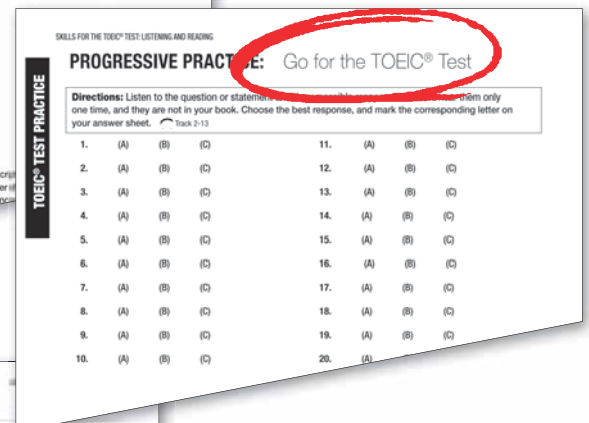 SKILLS FOR THE TOEIC® TEST: LISTENING AND READING
PROGRESSIVE PRACTICE: Go for the TOEIC® Test
TOEIC® TEST PRACTICE
Directions: Listen to the question or statement
one time, and they are not in your book. Choose the best response, and mark the corresponding letter on
your answer sheet. Track 2-13
1. (A) (B) (C) 11. (A) (B) (C)
2. (A) (B) (C) 12. (A) (B) (C)
3. (A) (B) (C) 13. (A) (B) (C)
4. (A) (B) (C) 14. (A) (B) (C)
5. (A) (B) (C) 15. (A) (B) (C)
6. (A) (B) (C) 16. (A) (B) (C)
7. (A) (B) (C) 17. (A) (B) (C)
8. (A) (B) (C) 18. (A) (B) (C)
9. (A) (B) (C) 19. (A) (B) (C)
10. (A) (B) (C) 20. (A)